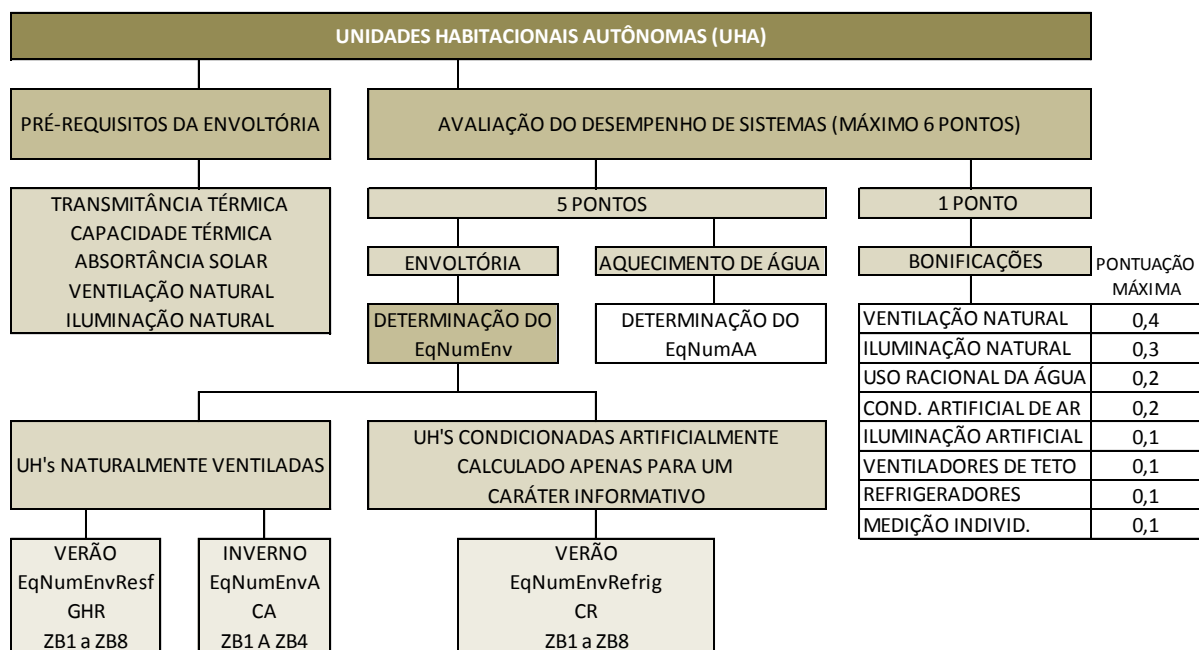 UNIDADES HABITACIONAIS AUTÔNOMAS (UHA)
PRÉ-REQUISITOS DA ENVOLTÓRIA
AVALIAÇÃO DO DESEMPENHO DE SISTEMAS (MÁXIMO 6 PONTOS)
TRANSMITÂNCIA TÉRMICA
CAPACIDADE TÉRMICA
ABSORTÂNCIA SOLAR
VENTILAÇÃO NATURAL
ILUMINAÇÃO NATURAL
5 PONTOS
1 PONTO
ENVOLTÓRIA
AQUECIMENTO DE ÁGUA
BONIFICAÇÕES
PONTUAÇÃO
MÁXIMA
DETERMINAÇÃO DO
EqNumEnv
DETERMINAÇÃO DO
EqNumAA
VENTILAÇÃO NATURAL 0,4
ILUMINAÇÃO NATURAL 0,3
USO RACIONAL DA ÁGUA 0,2
COND. ARTIFICIAL DE AR 0,2
ILUMINAÇÃO ARTIFICIAL 0,1
VENTILADORES DE TETO 0,1
REFRIGERADORES 0,1
MEDIÇÃO INDIVID. 0,1
UH's NATURALMENTE VENTILADAS
UH'S CONDICIONADAS ARTIFICIALMENTE
CALCULADO APENAS PARA UM
CARÁTER INFORMATIVO
VERÃO
EqNumEnvResf
GHR
ZB1 a ZB8
INVERNO
EqNumEnvA
CA
ZB1 A ZB4
VERÃO
EqNumEnvRefrig
CR
ZB1 a ZB8